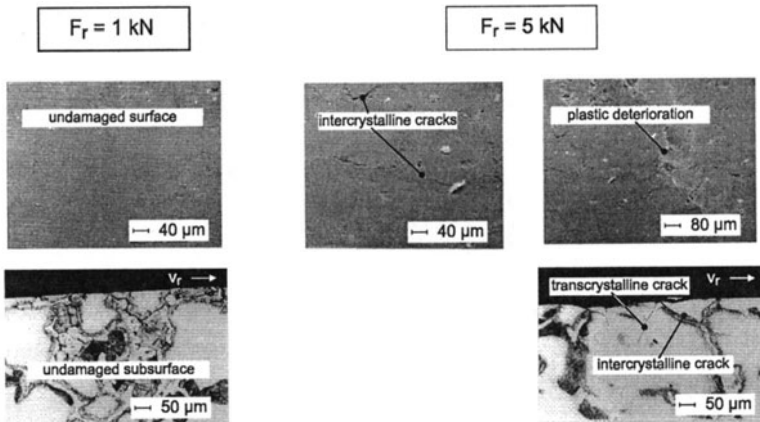 Fr = 1 kN
Fr = 5 kN
undamaged surface
40 µm
intercrystalline cracks
40 µm
plastic deterioration
80 µm
vr
undamaged subsurface
50 µm
vr
transcrystalline crack
intercrystalline crack
50 µm